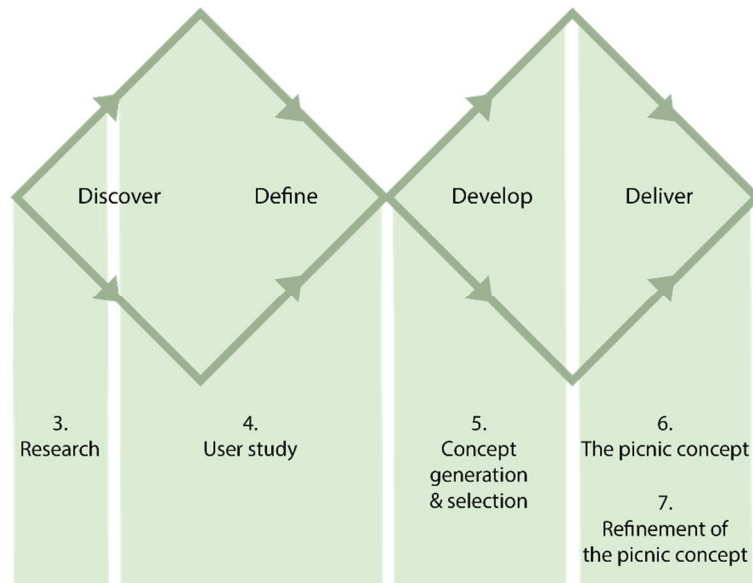 Discover
Define
Develop
Deliver
3.
Research
4.
User study
5.
Concept
generation
& selection
6.
The picnic concept
7.
Refinement of
the picnic concept